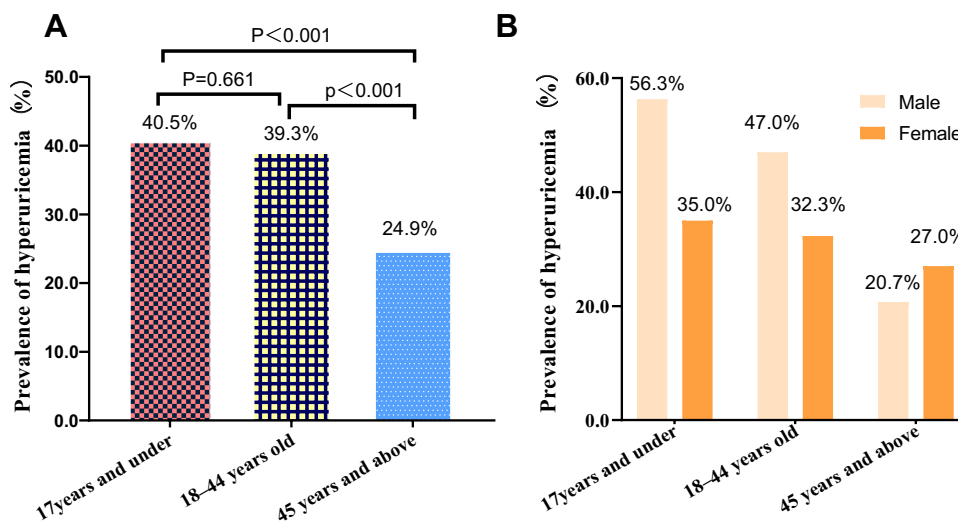 A
P<0.001
P=0.661
p<0.001
Prevalence of hyperuricemia (%)
50.0
40.0
30.0
20.0
10.0
0.0
40.5%
39.3%
24.9%
17years and under
18–44 years old
45 years and above
B
Prevalence of hyperuricemia (%)
60.0
40.0
20.0
0.0
56.3%
35.0%
47.0%
32.3%
20.7%
27.0%
Male
Female
17years and under
18–44 years old
45 years and above